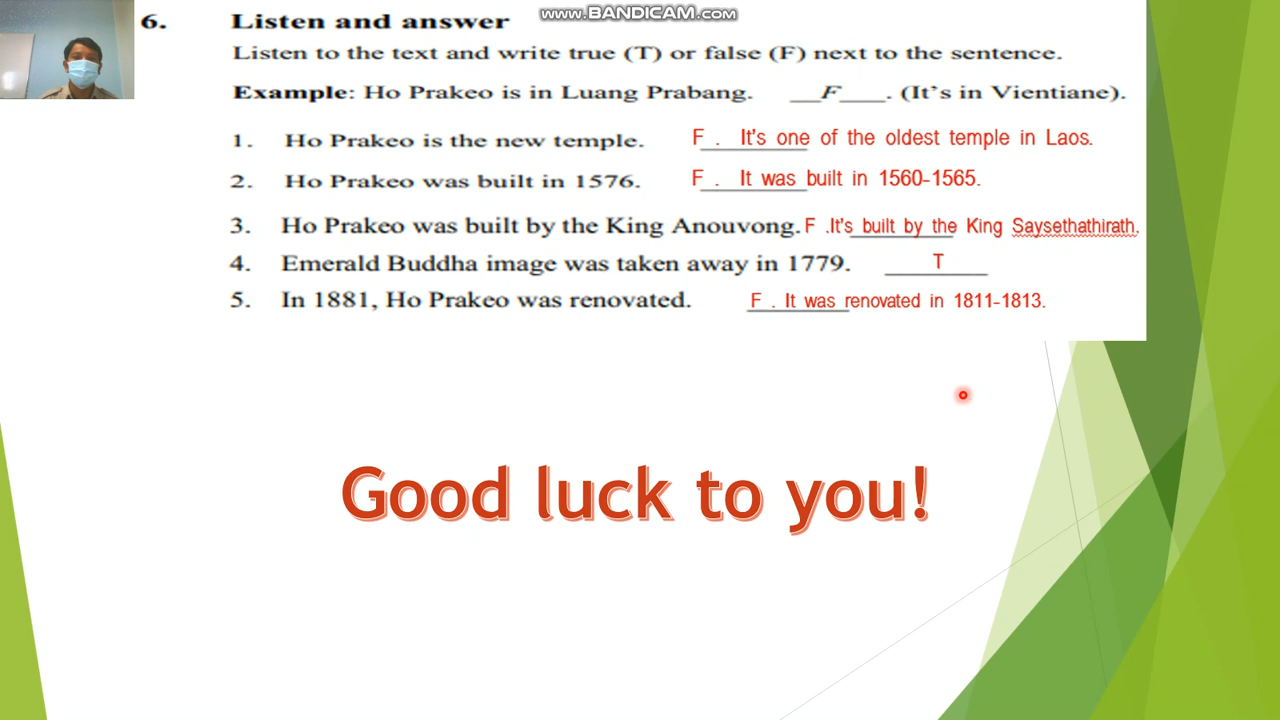 www.BANDICAM.com
6. Listen and answer
Listen to the text and write true (T) or false (F) next to the sentence.
Example: Ho Prakeo is in Luang Prabang. __F___. (It's in Vientiane).
1. Ho Prakeo is the new temple. F . It's one of the oldest temple in Laos.
2. Ho Prakeo was built in 1576. F . It was built in 1560-1565.
3. Ho Prakeo was built by the King Anouvong. F .It's built by the King Saysethathirath.
4. Emerald Buddha image was taken away in 1779. T
5. In 1881, Ho Prakeo was renovated. F . It was renovated in 1811-1813.
Good luck to you!